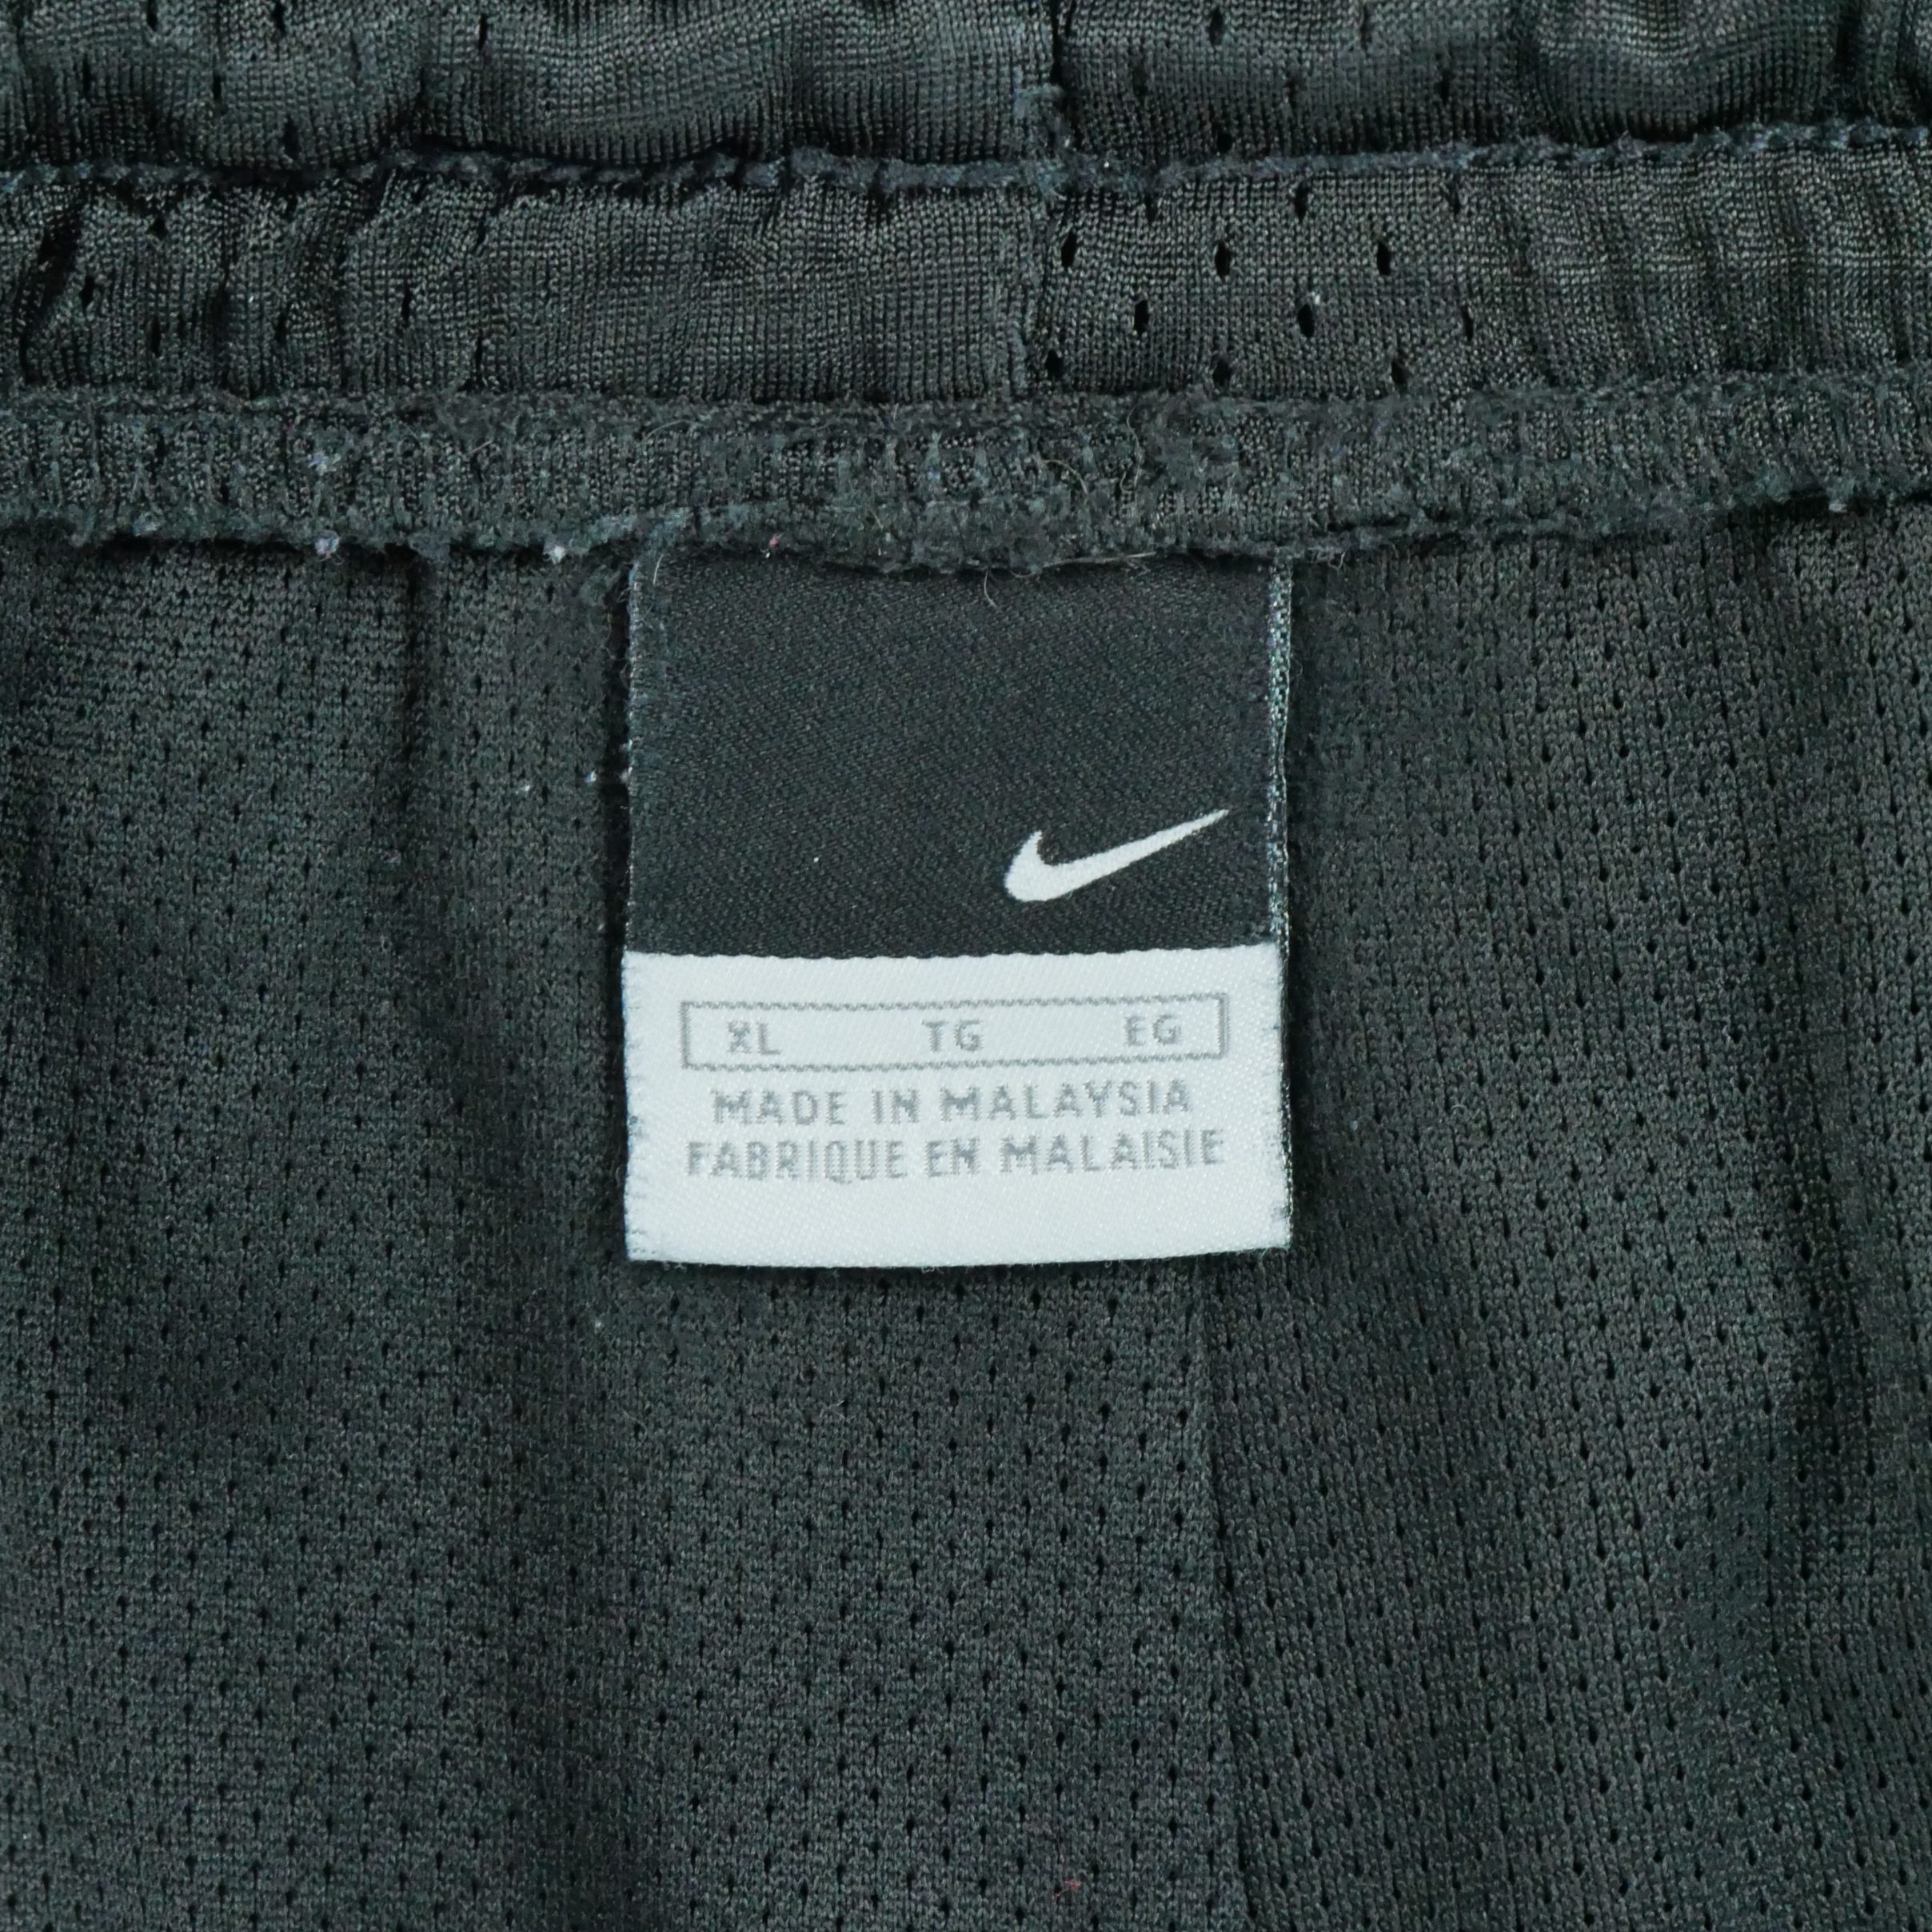 XL TG EG
MADE IN MALAYSIA
FABRIQUE EN MALAISIE